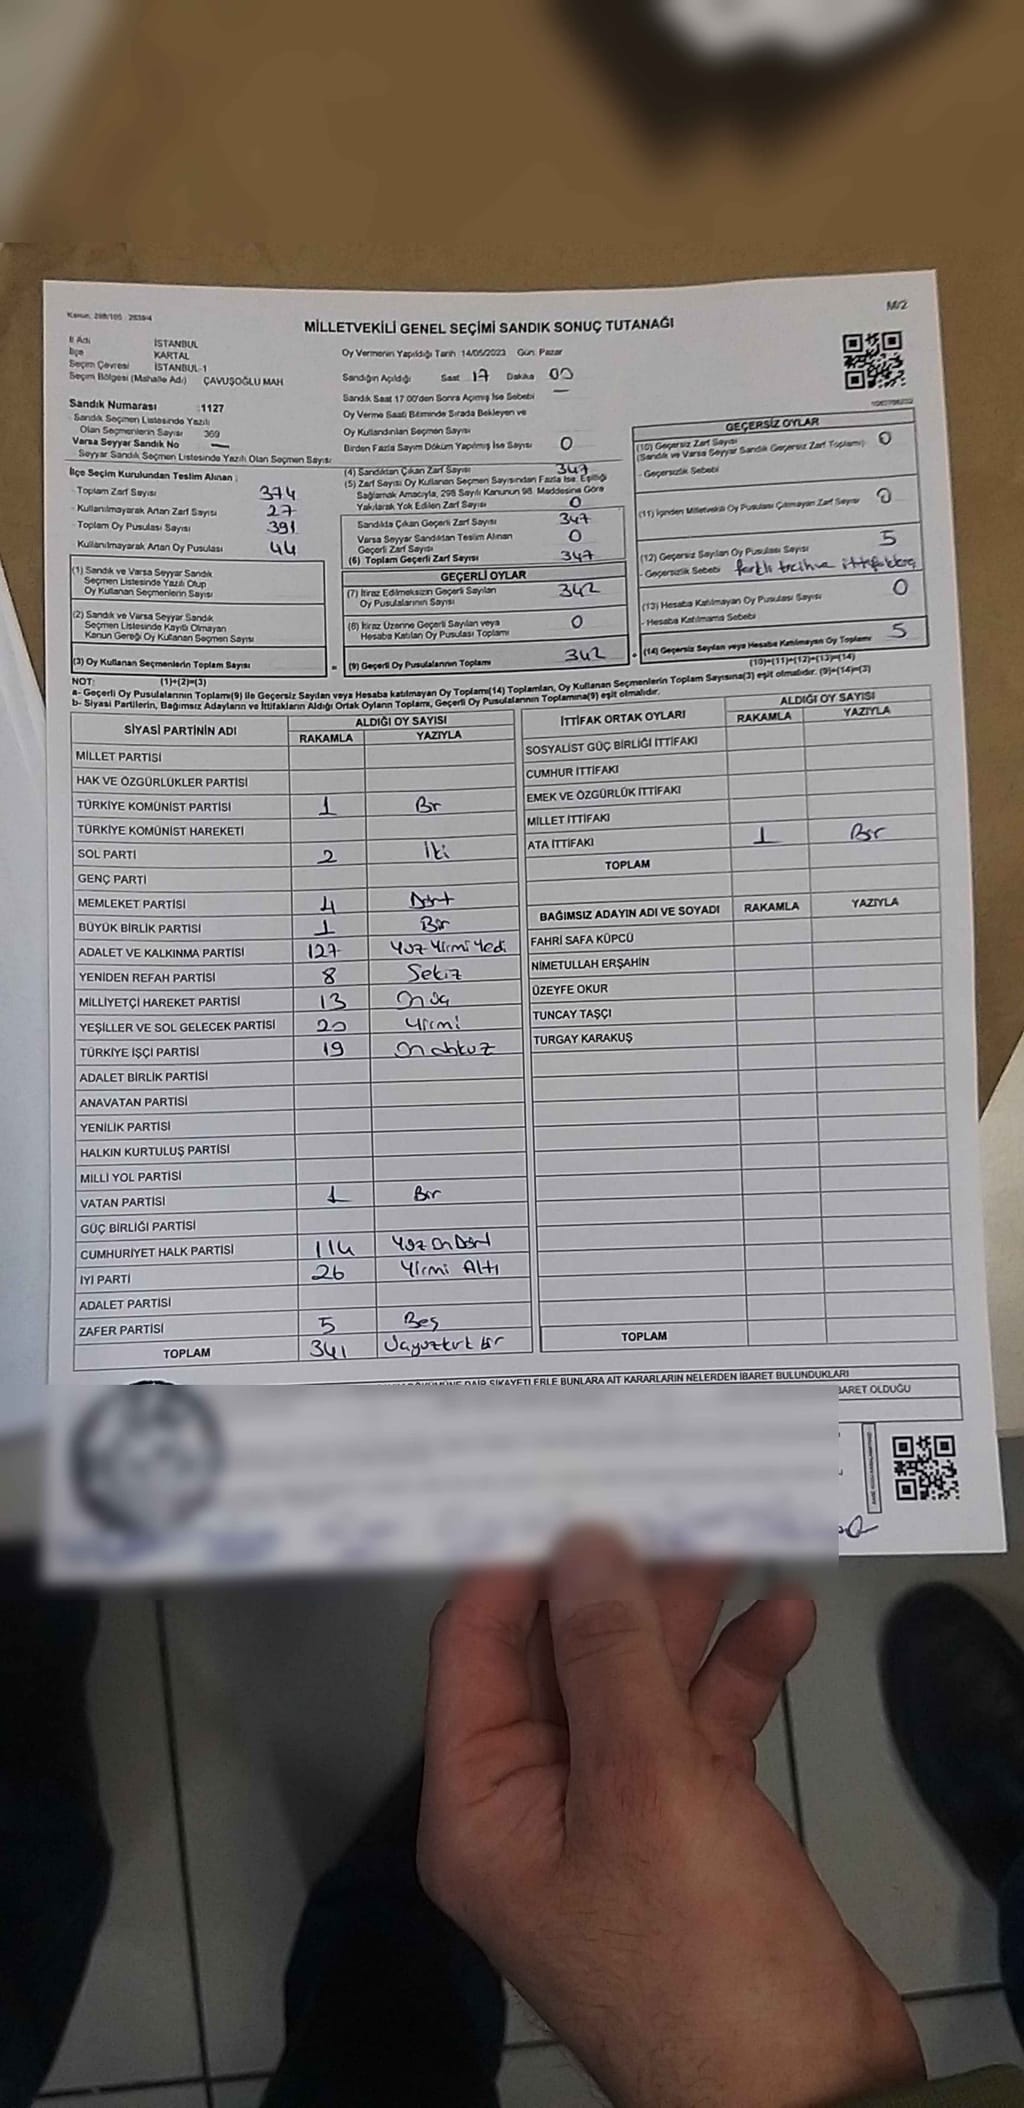 Kanun: 298/105 2839/4
M/2
MİLLETVEKİLİ GENEL SEÇİMİ SANDIK SONUÇ TUTANAĞI
İl Adı İSTANBUL
İlçe KARTAL
Seçim Çevresi İSTANBUL-1
Seçim Bölgesi (Mahalle Adı) ÇAVUŞOĞLU MAH
Oy Vermenin Yapıldığı Tarih 14/05/2023 Gün: Pazar
Sandığın Açıldığı Saat 17 Dakika 00
Sandık Saat 17:00'den Sonra Açılmış İse Sebebi —
Oy Verme Saati Bitiminde Sırada Bekleyen ve
Oy Kullandırılan Seçmen Sayısı
Birden Fazla Sayım Döküm Yapılmış İse Sayısı 0
Sandık Numarası :1127
- Sandık Seçmen Listesinde Yazılı
Olan Seçmenlerin Sayısı 369
Varsa Seyyar Sandık No —
- Seyyar Sandık Seçmen Listesinde Yazılı Olan Seçmen Sayısı:
İlçe Seçim Kurulundan Teslim Alınan :
- Toplam Zarf Sayısı 374
- Kullanılmayarak Artan Zarf Sayısı 27
- Toplam Oy Pusulası Sayısı 391
- Kullanılmayarak Artan Oy Pusulası 44
(1) Sandık ve Varsa Seyyar Sandık
Seçmen Listesinde Yazılı Olup
Oy Kullanan Seçmenlerin Sayısı
(2) Sandık ve Varsa Seyyar Sandık
Seçmen Listesinde Kayıtlı Olmayan
Kanun Gereği Oy Kullanan Seçmen Sayısı
(3) Oy Kullanan Seçmenlerin Toplam Sayısı
(4) Sandıktan Çıkan Zarf Sayısı 347
(5) Zarf Sayısı Oy Kullanan Seçmen Sayısından Fazla İse, Eşitliği
Sağlamak Amacıyla, 298 Sayılı Kanunun 98. Maddesine Göre
Yakılarak Yok Edilen Zarf Sayısı 0
Sandıkta Çıkan Geçerli Zarf Sayısı 347
Varsa Seyyar Sandıktan Teslim Alınan
Geçerli Zarf Sayısı 0
(6) Toplam Geçerli Zarf Sayısı 347
GEÇERLİ OYLAR
(7) İtiraz Edilmeksizin Geçerli Sayılan
Oy Pusulalarının Sayısı 342
(8) İtiraz Üzerine Geçerli Sayılan veya
Hesaba Katılan Oy Pusulası Toplamı 0
= (9) Geçerli Oy Pusulalarının Toplamı 342
GEÇERSİZ OYLAR
(10) Geçersiz Zarf Sayısı
(Sandık ve Varsa Seyyar Sandık Geçersiz Zarf Toplamı) 0
- Geçersizlik Sebebi
(11) İçinden Milletvekili Oy Pusulası Çıkmayan Zarf Sayısı 0
(12) Geçersiz Sayılan Oy Pusulası Sayısı 5
- Geçersizlik Sebebi farklı tercih ve ittifaklara
(13) Hesaba Katılmayan Oy Pusulası Sayısı 0
- Hesaba Katılmama Sebebi
+ (14) Geçersiz Sayılan veya Hesaba Katılmayan Oy Toplamı 5
NOT: (1)+(2)=(3)
(10)+(11)+(12)+(13)=(14)
a- Geçerli Oy Pusulalarının Toplamı(9) ile Geçersiz Sayılan veya Hesaba katılmayan Oy Toplamı(14) Toplamları, Oy Kullanan Seçmenlerin Toplam Sayısına(3) eşit olmalıdır. (9)+(14)=(3)
b- Siyasi Partilerin, Bağımsız Adayların ve İttifakların Aldığı Ortak Oyların Toplamı, Geçerli Oy Pusulalarının Toplamına(9) eşit olmalıdır.
SİYASİ PARTİNİN ADI ALDIĞI OY SAYISI
RAKAMLA YAZIYLA
MİLLET PARTİSİ
HAK VE ÖZGÜRLÜKLER PARTİSİ
TÜRKİYE KOMÜNİST PARTİSİ 1 Bir
TÜRKİYE KOMÜNİST HAREKETİ
SOL PARTİ 2 İki
GENÇ PARTİ
MEMLEKET PARTİSİ 4 Dört
BÜYÜK BİRLİK PARTİSİ 1 Bir
ADALET VE KALKINMA PARTİSİ 127 Yüz Yirmi Yedi
YENİDEN REFAH PARTİSİ 8 Sekiz
MİLLİYETÇİ HAREKET PARTİSİ 13 On üç
YEŞİLLER VE SOL GELECEK PARTİSİ 20 Yirmi
TÜRKİYE İŞÇİ PARTİSİ 19 On dokuz
ADALET BİRLİK PARTİSİ
ANAVATAN PARTİSİ
YENİLİK PARTİSİ
HALKIN KURTULUŞ PARTİSİ
MİLLİ YOL PARTİSİ
VATAN PARTİSİ 1 Bir
GÜÇ BİRLİĞİ PARTİSİ
CUMHURİYET HALK PARTİSİ 114 Yüz On Dört
İYİ PARTİ 26 Yirmi Altı
ADALET PARTİSİ
ZAFER PARTİSİ 5 Beş
TOPLAM 341 Üçyüzkırk bir
İTTİFAK ORTAK OYLARI ALDIĞI OY SAYISI
RAKAMLA YAZIYLA
SOSYALİST GÜÇ BİRLİĞİ İTTİFAKI
CUMHUR İTTİFAKI
EMEK VE ÖZGÜRLÜK İTTİFAKI
MİLLET İTTİFAKI
ATA İTTİFAKI 1 Bir
TOPLAM
BAĞIMSIZ ADAYIN ADI VE SOYADI RAKAMLA YAZIYLA
FAHRİ SAFA KÜPCÜ
NİMETULLAH ERŞAHİN
ÜZEYFE OKUR
TUNCAY TAŞÇI
TURGAY KARAKUŞ
TOPLAM
DAİR ŞİKAYETLERLE BUNLARA AİT KARARLARIN NELERDEN İBARET BULUNDUKLARI
BARET OLDUĞU